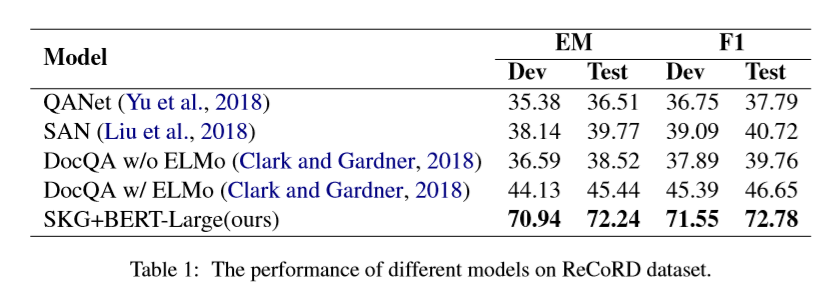 Model EM F1
Dev Test Dev Test
QANet (Yu et al., 2018) 35.38 36.51 36.75 37.79
SAN (Liu et al., 2018) 38.14 39.77 39.09 40.72
DocQA w/o ELMo (Clark and Gardner, 2018) 36.59 38.52 37.89 39.76
DocQA w/ ELMo (Clark and Gardner, 2018) 44.13 45.44 45.39 46.65
SKG+BERT-Large(ours) 70.94 72.24 71.55 72.78
Table 1: The performance of different models on ReCoRD dataset.